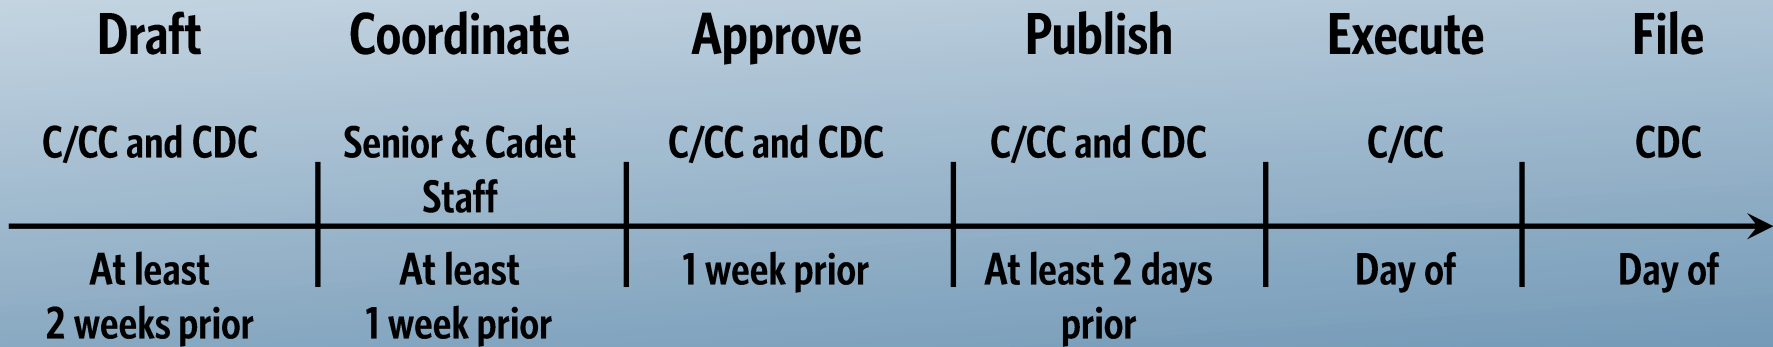 Draft
Coordinate
Approve
Publish
Execute
File
C/CC and CDC
Senior & Cadet
Staff
C/CC and CDC
C/CC and CDC
C/CC
CDC
At least
2 weeks prior
At least
1 week prior
1 week prior
At least 2 days
prior
Day of
Day of